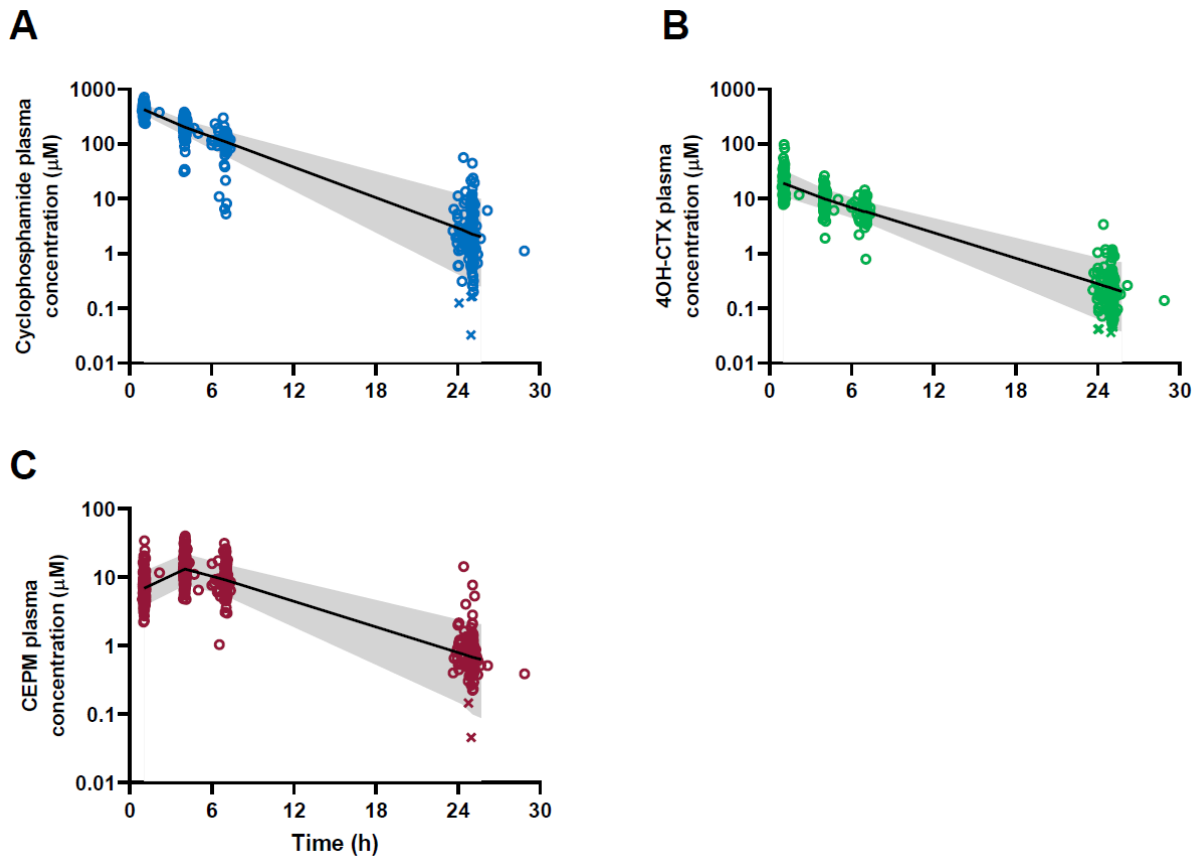 A
Cyclophosphamide plasma
concentration (μM)
1000
100
10
1
0.1
0.01
0 6 12 18 24 30
B
4OH-CTX plasma
concentration (μM)
1000
100
10
1
0.1
0.01
0 6 12 18 24 30
C
CEPM plasma
concentration (μM)
100
10
1
0.1
0.01
0 6 12 18 24 30
Time (h)